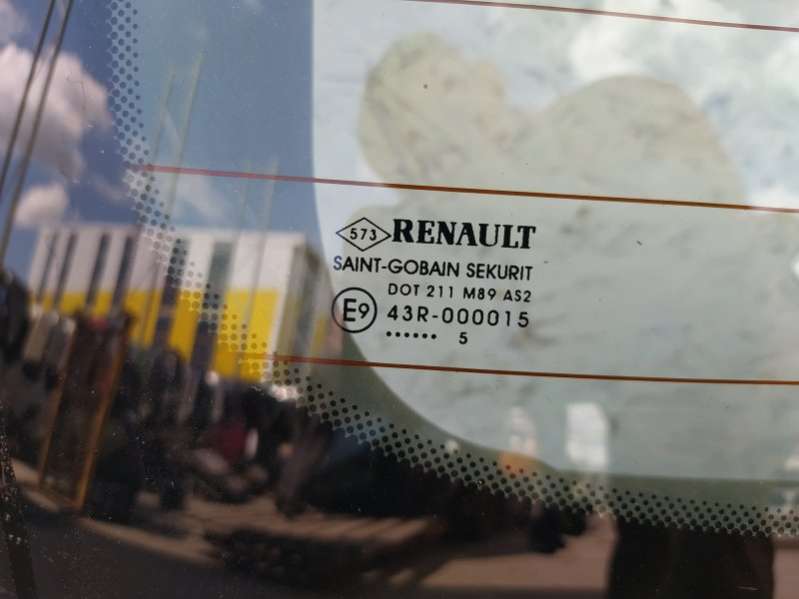 573 RENAULT
SAINT-GOBAIN SEKURIT
DOT 211 M89 AS2
E9 43R-000015
•••••• 5